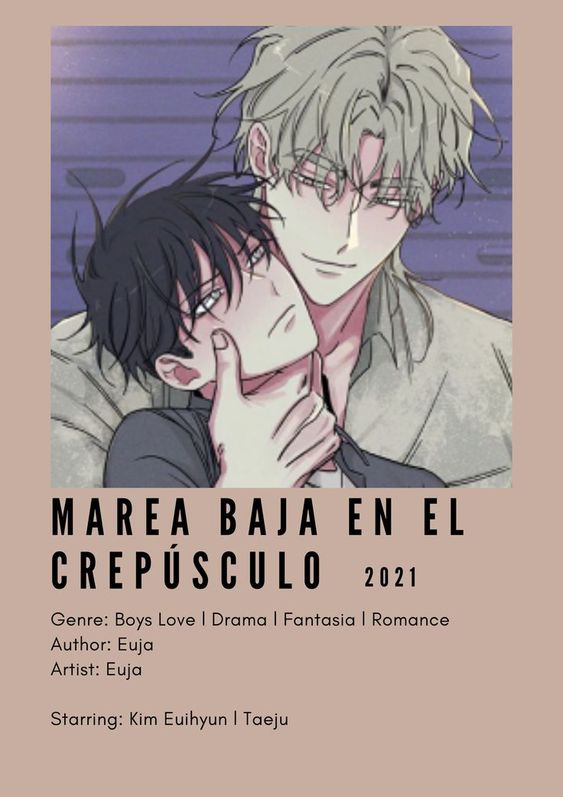 MAREA BAJA EN EL
CREPÚSCULO 2021
Genre: Boys Love | Drama | Fantasia | Romance
Author: Euja
Artist: Euja
Starring: Kim Euihyun | Taeju